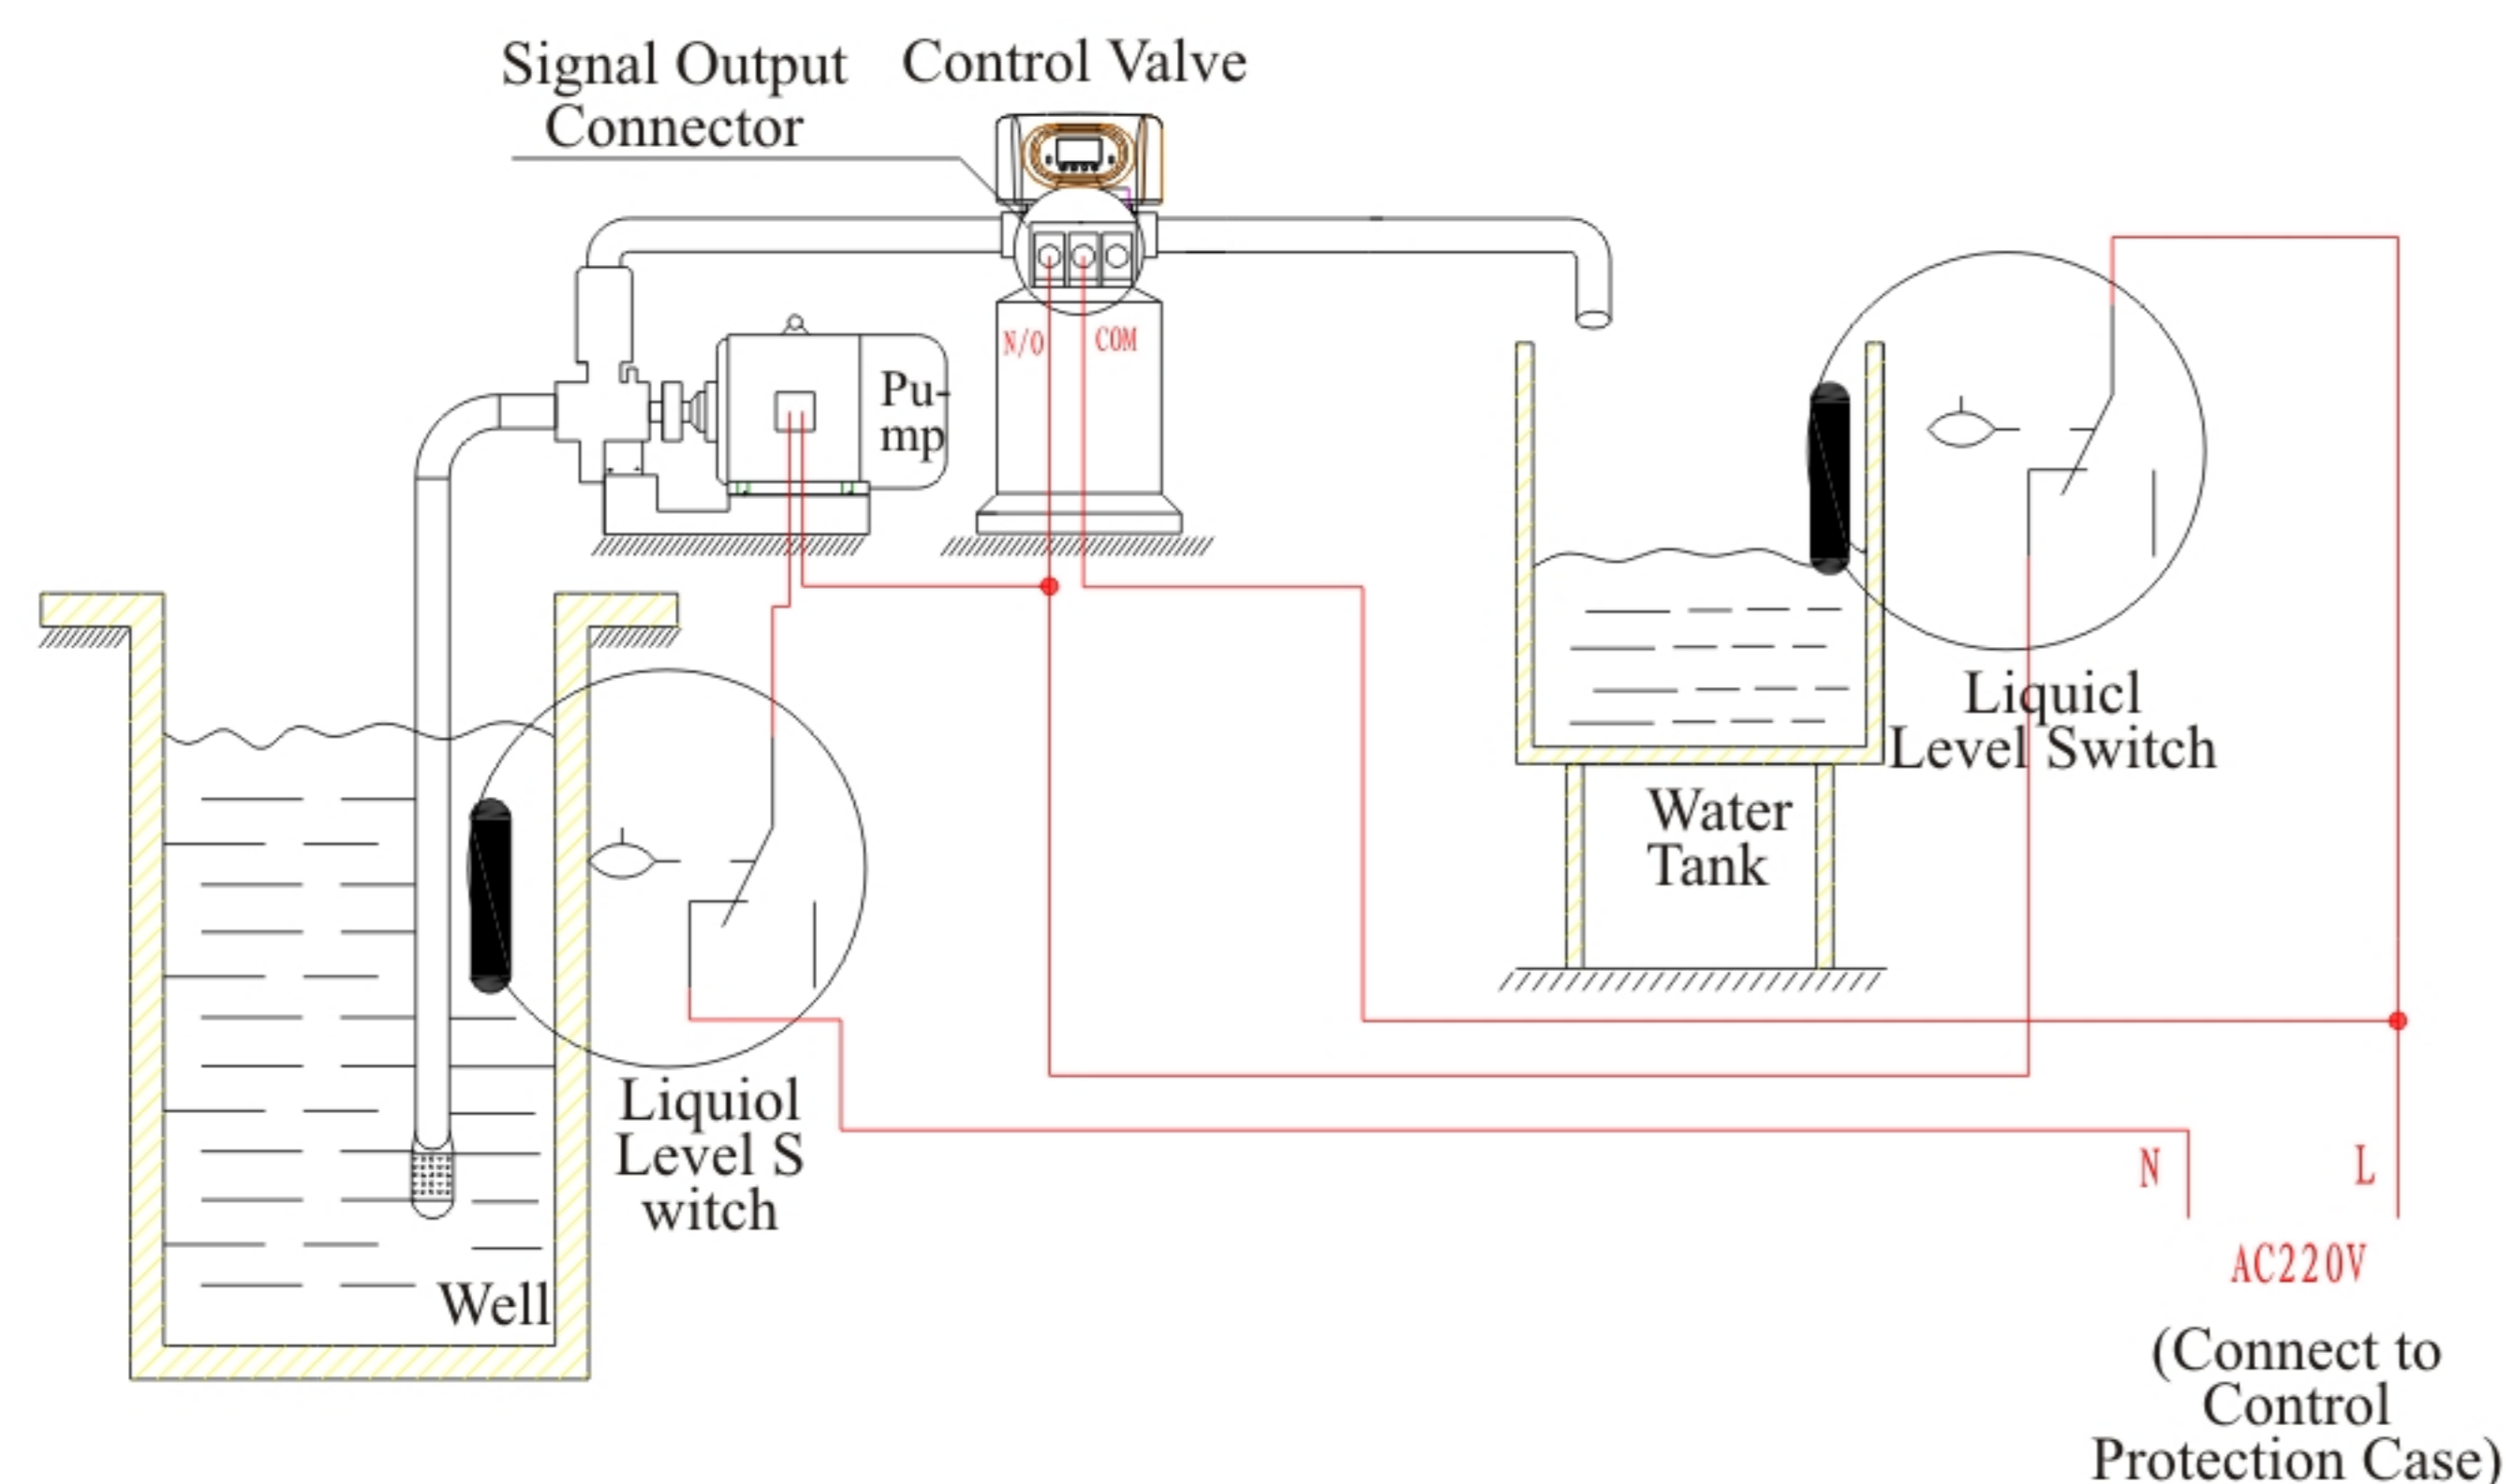 Signal Output
Connector
Control Valve
N/O
COM
Pu-
mp
Liquicl
Level Switch
Water
Tank
Liquiol
Level S
witch
Well
N
L
AC220V
(Connect to
Control
Protection Case)